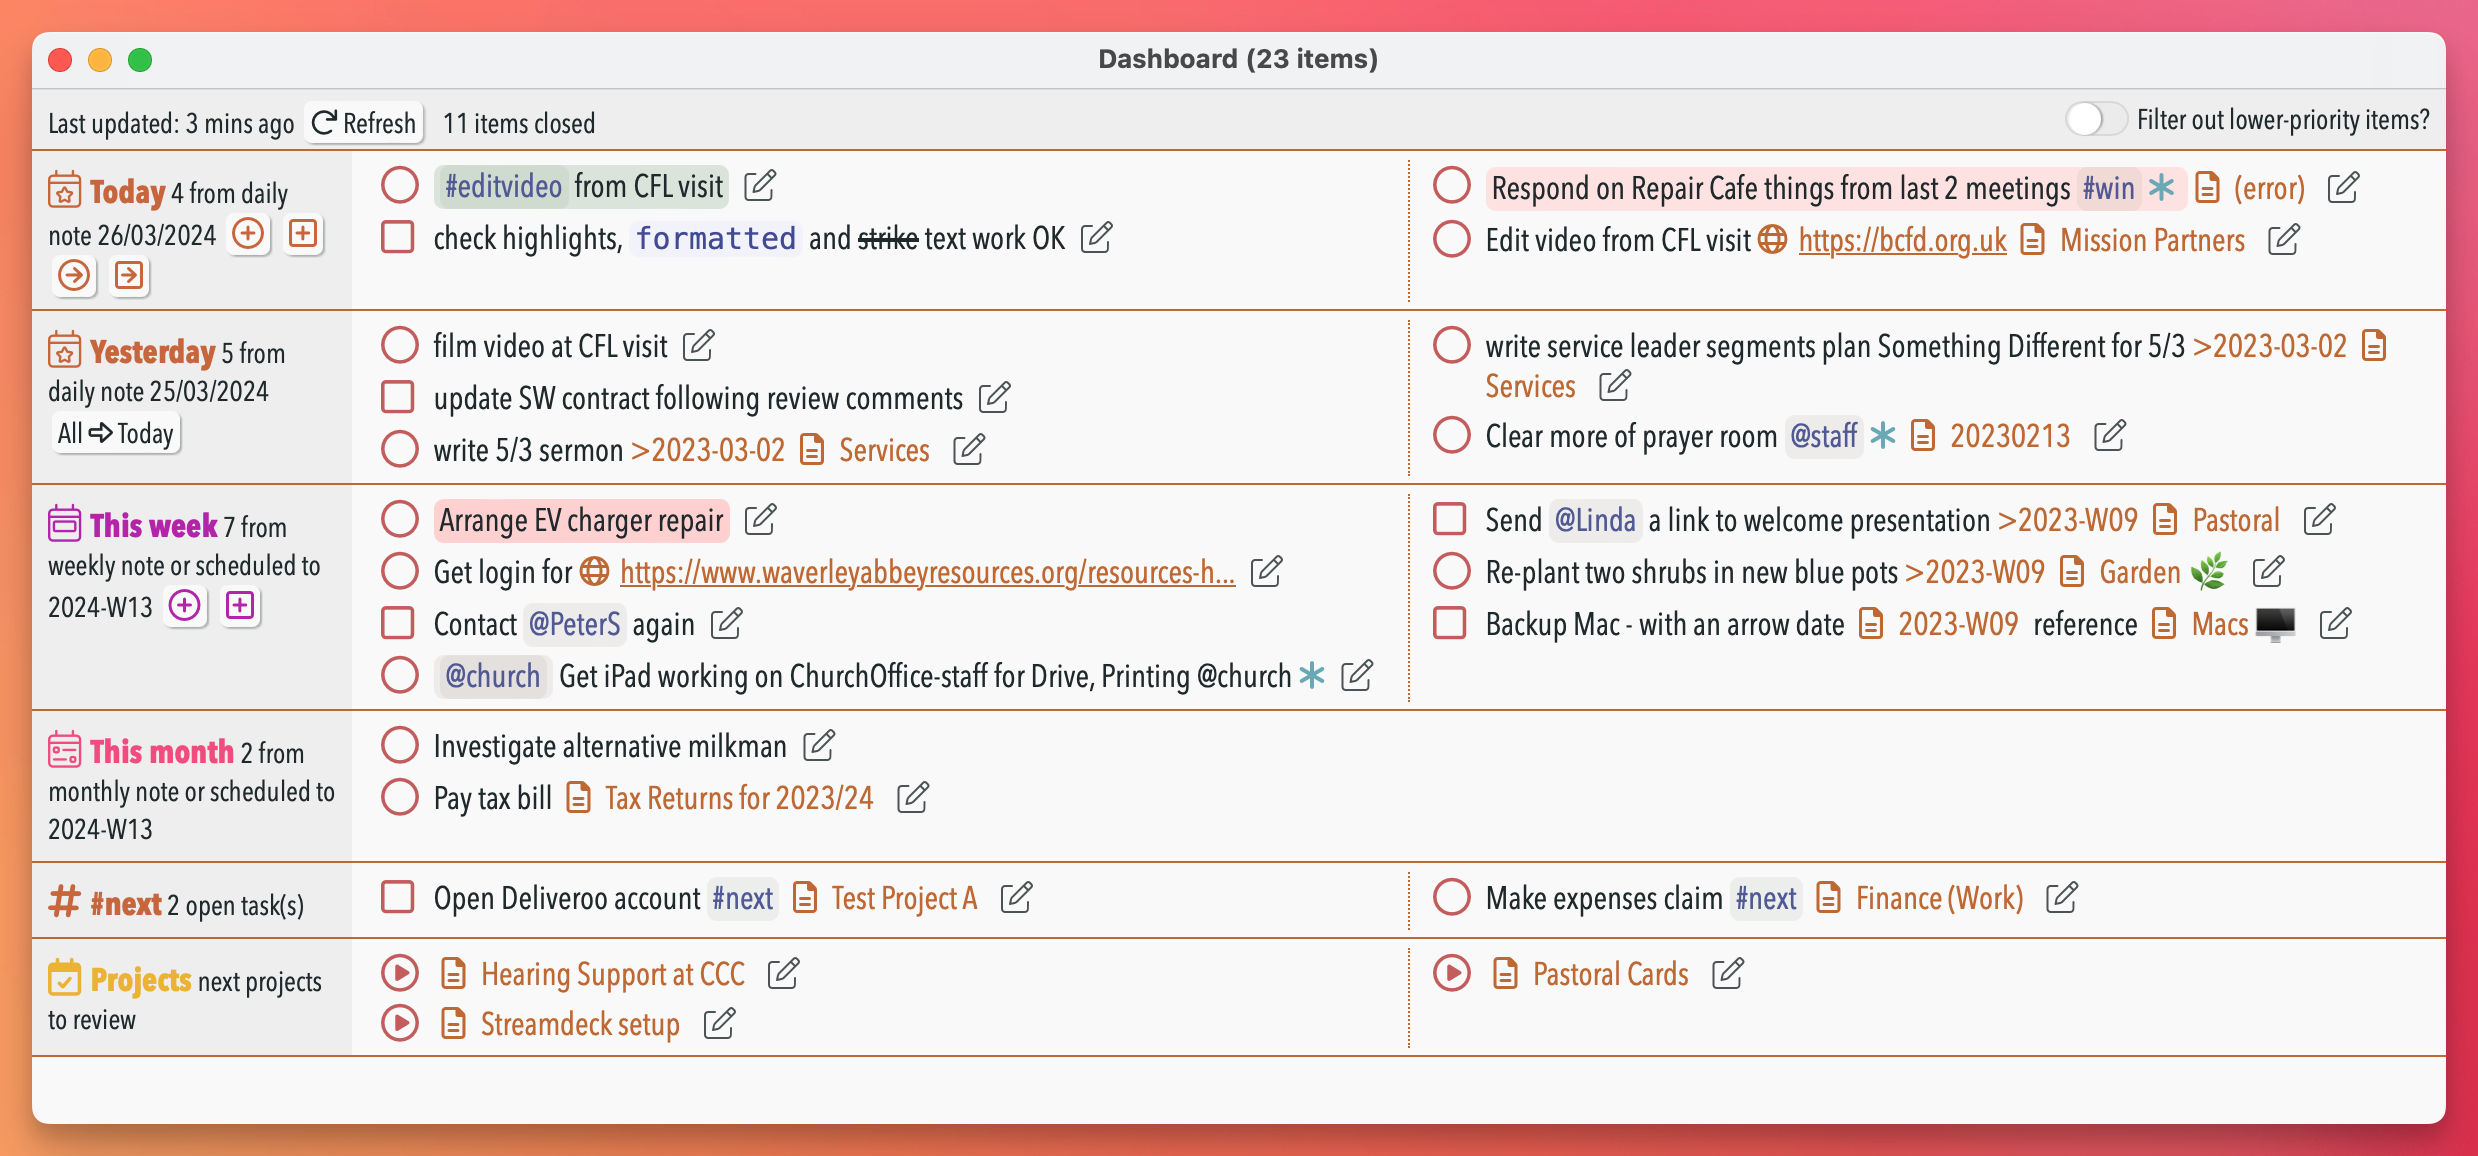 Dashboard (23 items)
Last updated: 3 mins ago Refresh 11 items closed
Filter out lower-priority items?
Today 4 from daily
note 26/03/2024
#editvideo from CFL visit
check highlights, formatted and strike text work OK
Respond on Repair Cafe things from last 2 meetings #win (error)
Edit video from CFL visit https://bcfd.org.uk Mission Partners
Yesterday 5 from
daily note 25/03/2024
All Today
film video at CFL visit
update SW contract following review comments
write 5/3 sermon >2023-03-02 Services
write service leader segments plan Something Different for 5/3 >2023-03-02
Services
Clear more of prayer room @staff 20230213
This week 7 from
weekly note or scheduled to
2024-W13
Arrange EV charger repair
Get login for https://www.waverleyabbeyresources.org/resources-h...
Contact @PeterS again
@church Get iPad working on ChurchOffice-staff for Drive, Printing @church
Send @Linda a link to welcome presentation >2023-W09 Pastoral
Re-plant two shrubs in new blue pots >2023-W09 Garden 🌿
Backup Mac - with an arrow date 2023-W09 reference Macs 🖥️
This month 2 from
monthly note or scheduled to
2024-W13
Investigate alternative milkman
Pay tax bill Tax Returns for 2023/24
# #next 2 open task(s)
Open Deliveroo account #next Test Project A
Make expenses claim #next Finance (Work)
Projects next projects
to review
Hearing Support at CCC
Streamdeck setup
Pastoral Cards